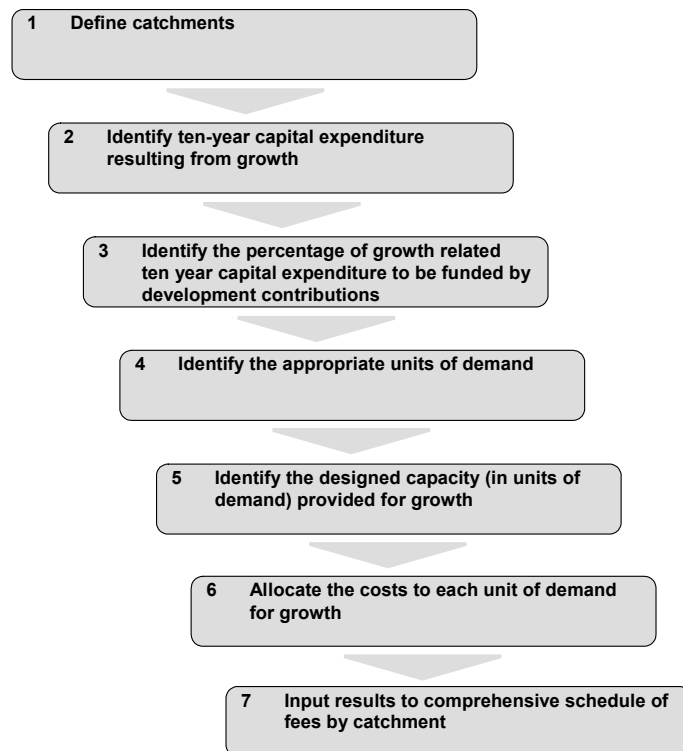 1 Define catchments
2 Identify ten-year capital expenditure
resulting from growth
3 Identify the percentage of growth related
ten year capital expenditure to be funded by
development contributions
4 Identify the appropriate units of demand
5 Identify the designed capacity (in units of
demand) provided for growth
6 Allocate the costs to each unit of demand
for growth
7 Input results to comprehensive schedule of
fees by catchment